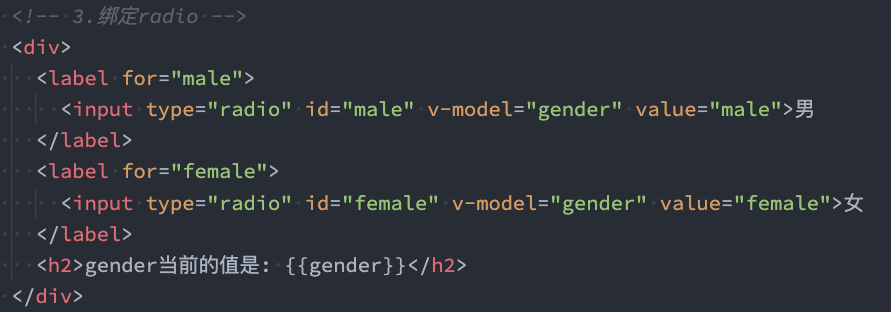 <!-- 3.绑定radio -->
<div>
  <label for="male">
    <input type="radio" id="male" v-model="gender" value="male">男
  </label>
  <label for="female">
    <input type="radio" id="female" v-model="gender" value="female">女
  </label>
  <h2>gender当前的值是: {{gender}}</h2>
</div>